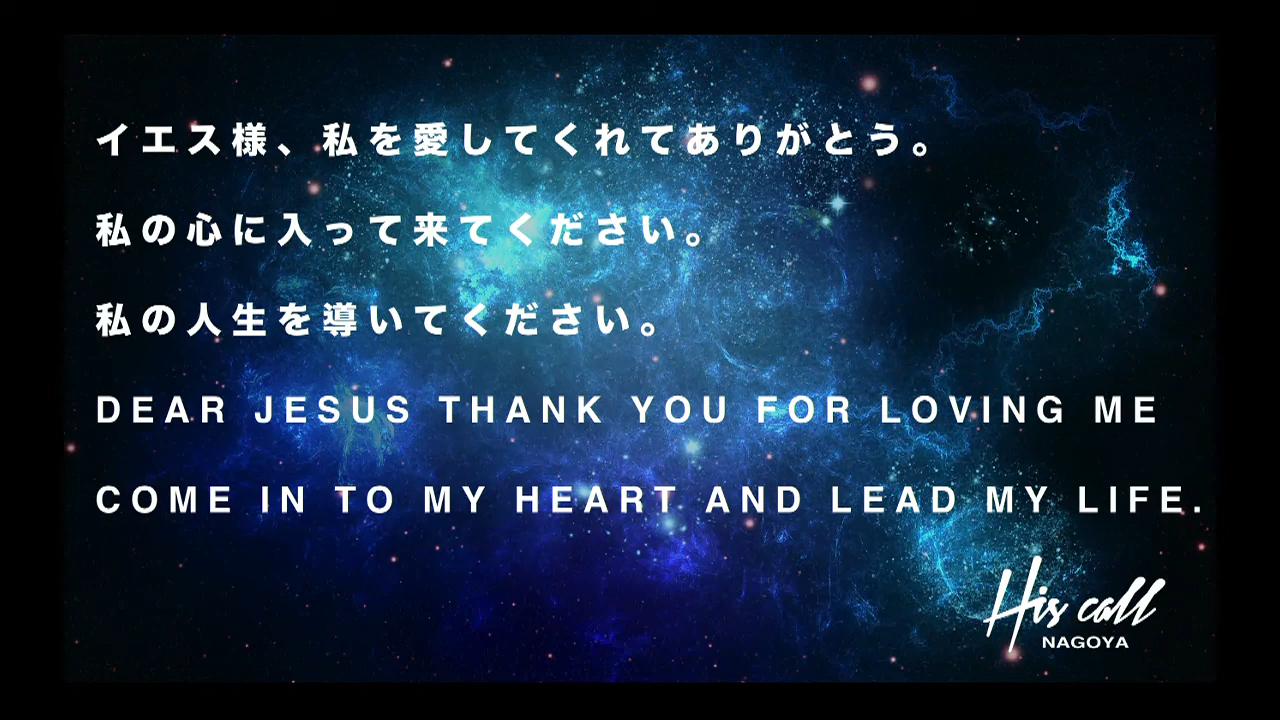 イエス様、私を愛してくれてありがとう。
私の心に入って来てください。
私の人生を導いてください。
DEAR JESUS THANK YOU FOR LOVING ME
COME IN TO MY HEART AND LEAD MY LIFE.
His call
NAGOYA